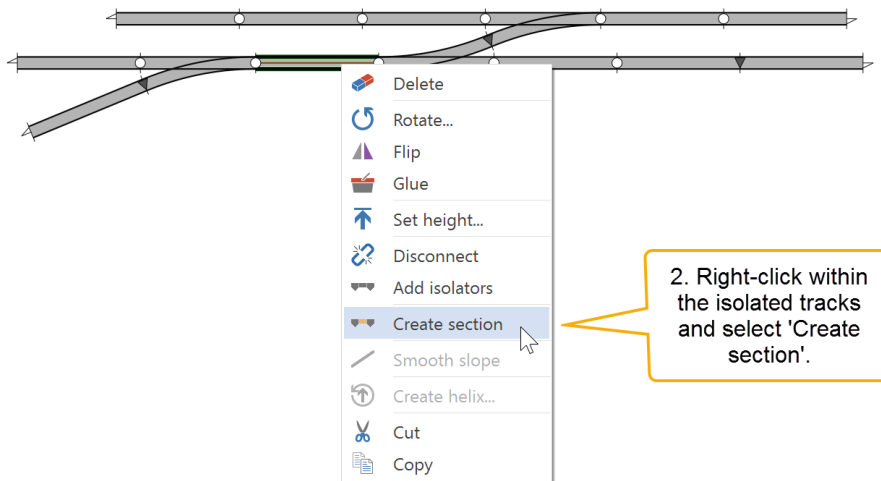 Delete
Rotate...
Flip
Glue
Set height...
Disconnect
Add isolators
Create section
Smooth slope
Create helix...
Cut
Copy
2. Right-click within
the isolated tracks
and select 'Create
section'.